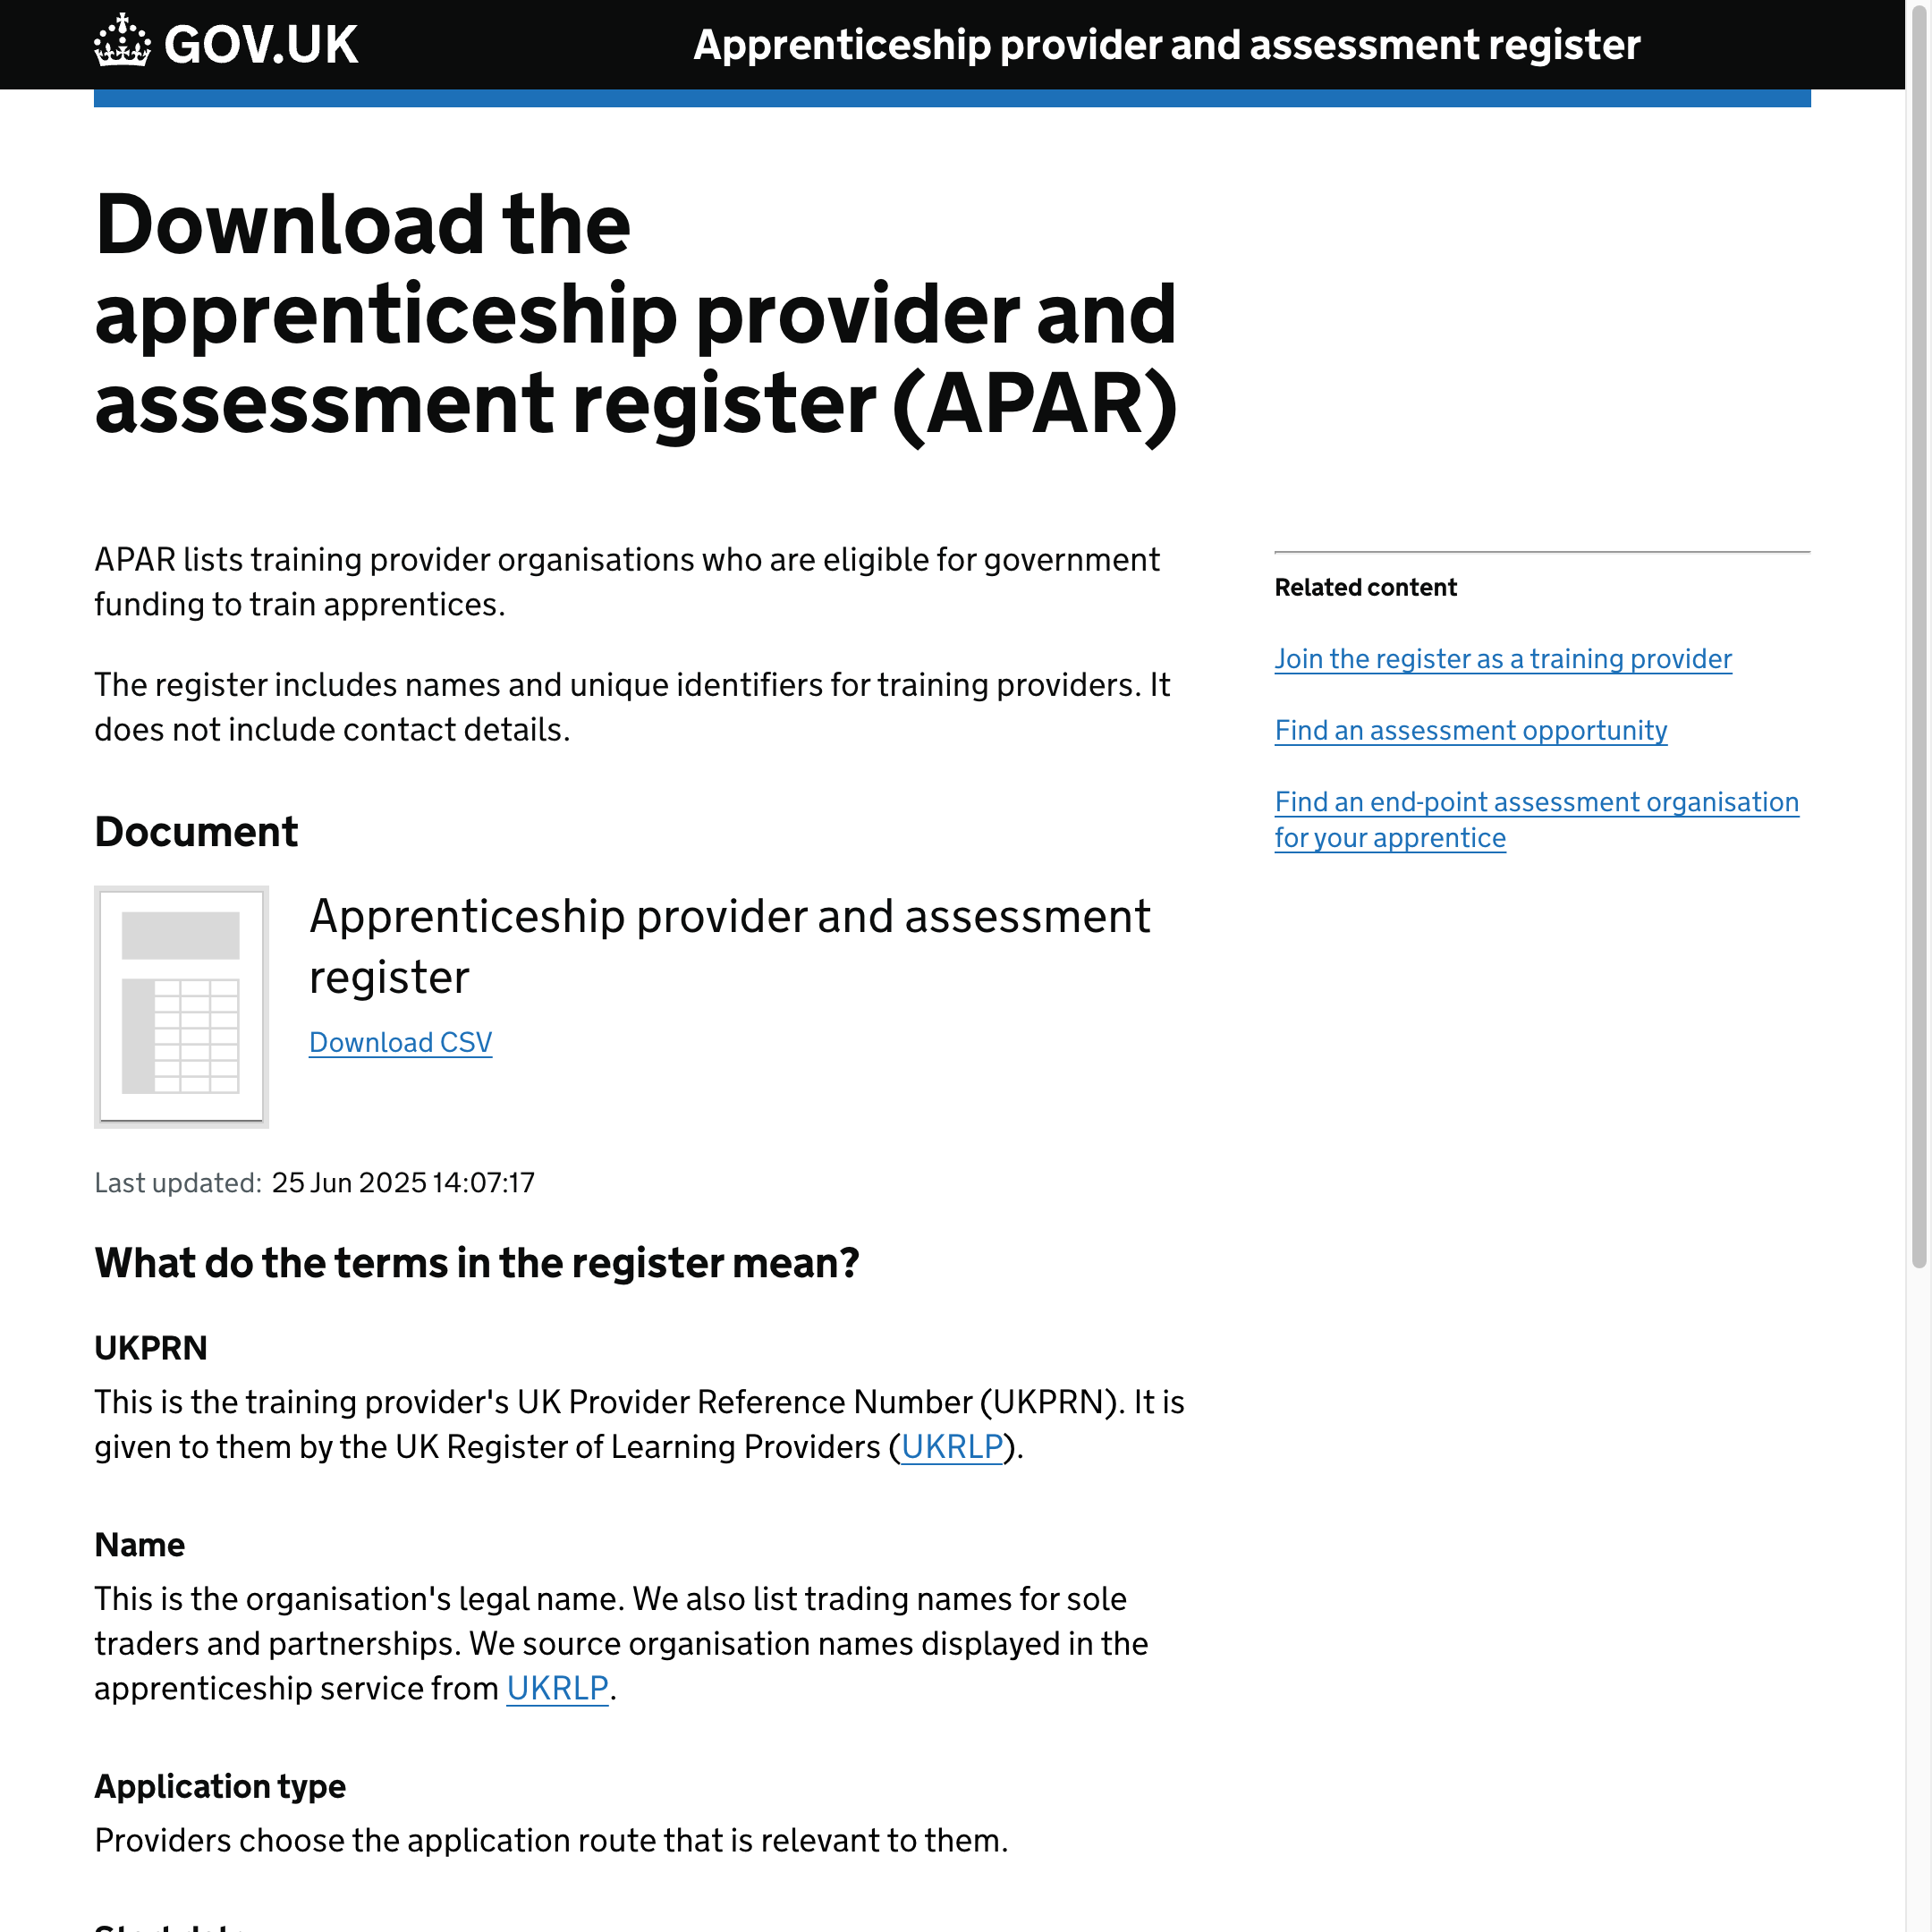 GOV.UK
Apprenticeship provider and assessment register
Download the
apprenticeship provider and
assessment register (APAR)
APAR lists training provider organisations who are eligible for government
funding to train apprentices.
The register includes names and unique identifiers for training providers. It
does not include contact details.
Related content
Join the register as a training provider
Find an assessment opportunity
Find an end-point assessment organisation
for your apprentice
Document
Apprenticeship provider and assessment
register
Download CSV
Last updated: 25 Jun 2025 14:07:17
What do the terms in the register mean?
UKPRN
This is the training provider's UK Provider Reference Number (UKPRN). It is
given to them by the UK Register of Learning Providers (UKRLP).
Name
This is the organisation's legal name. We also list trading names for sole
traders and partnerships. We source organisation names displayed in the
apprenticeship service from UKRLP.
Application type
Providers choose the application route that is relevant to them.